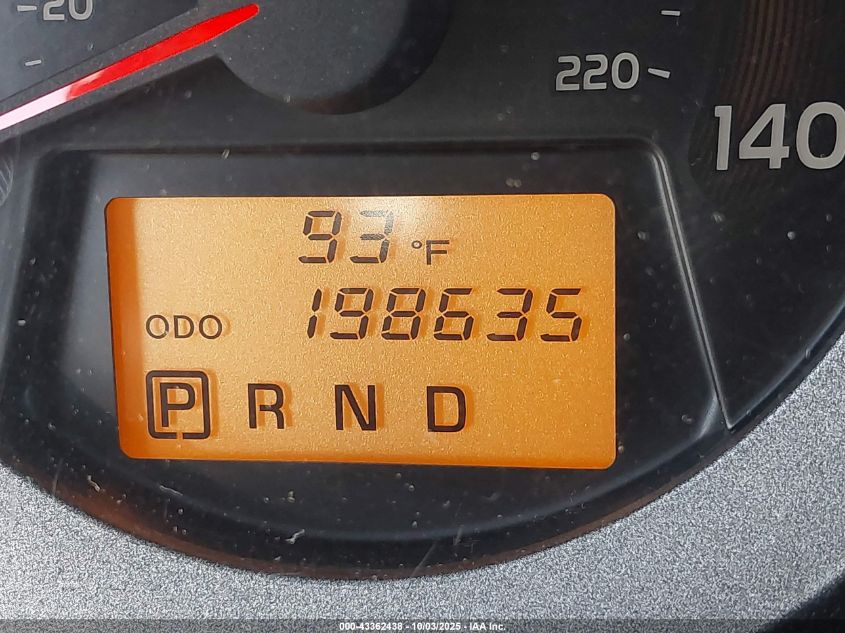 20
220
140
93 °F
ODO 198635
P R N D
000-43362438 - 10/03/2025 - IAA Inc.